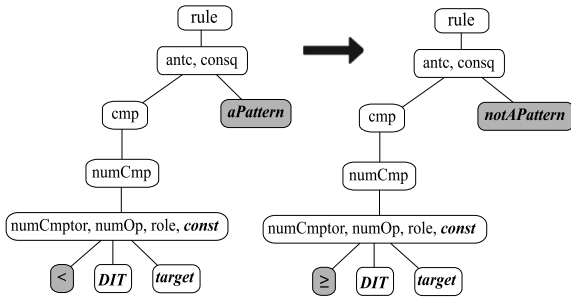 rule
antc, consq
cmp
aPattern
numCmp
numCmptor, numOp, role, const
<
DIT
target
rule
antc, consq
cmp
notAPattern
numCmp
numCmptor, numOp, role, const
≥
DIT
target